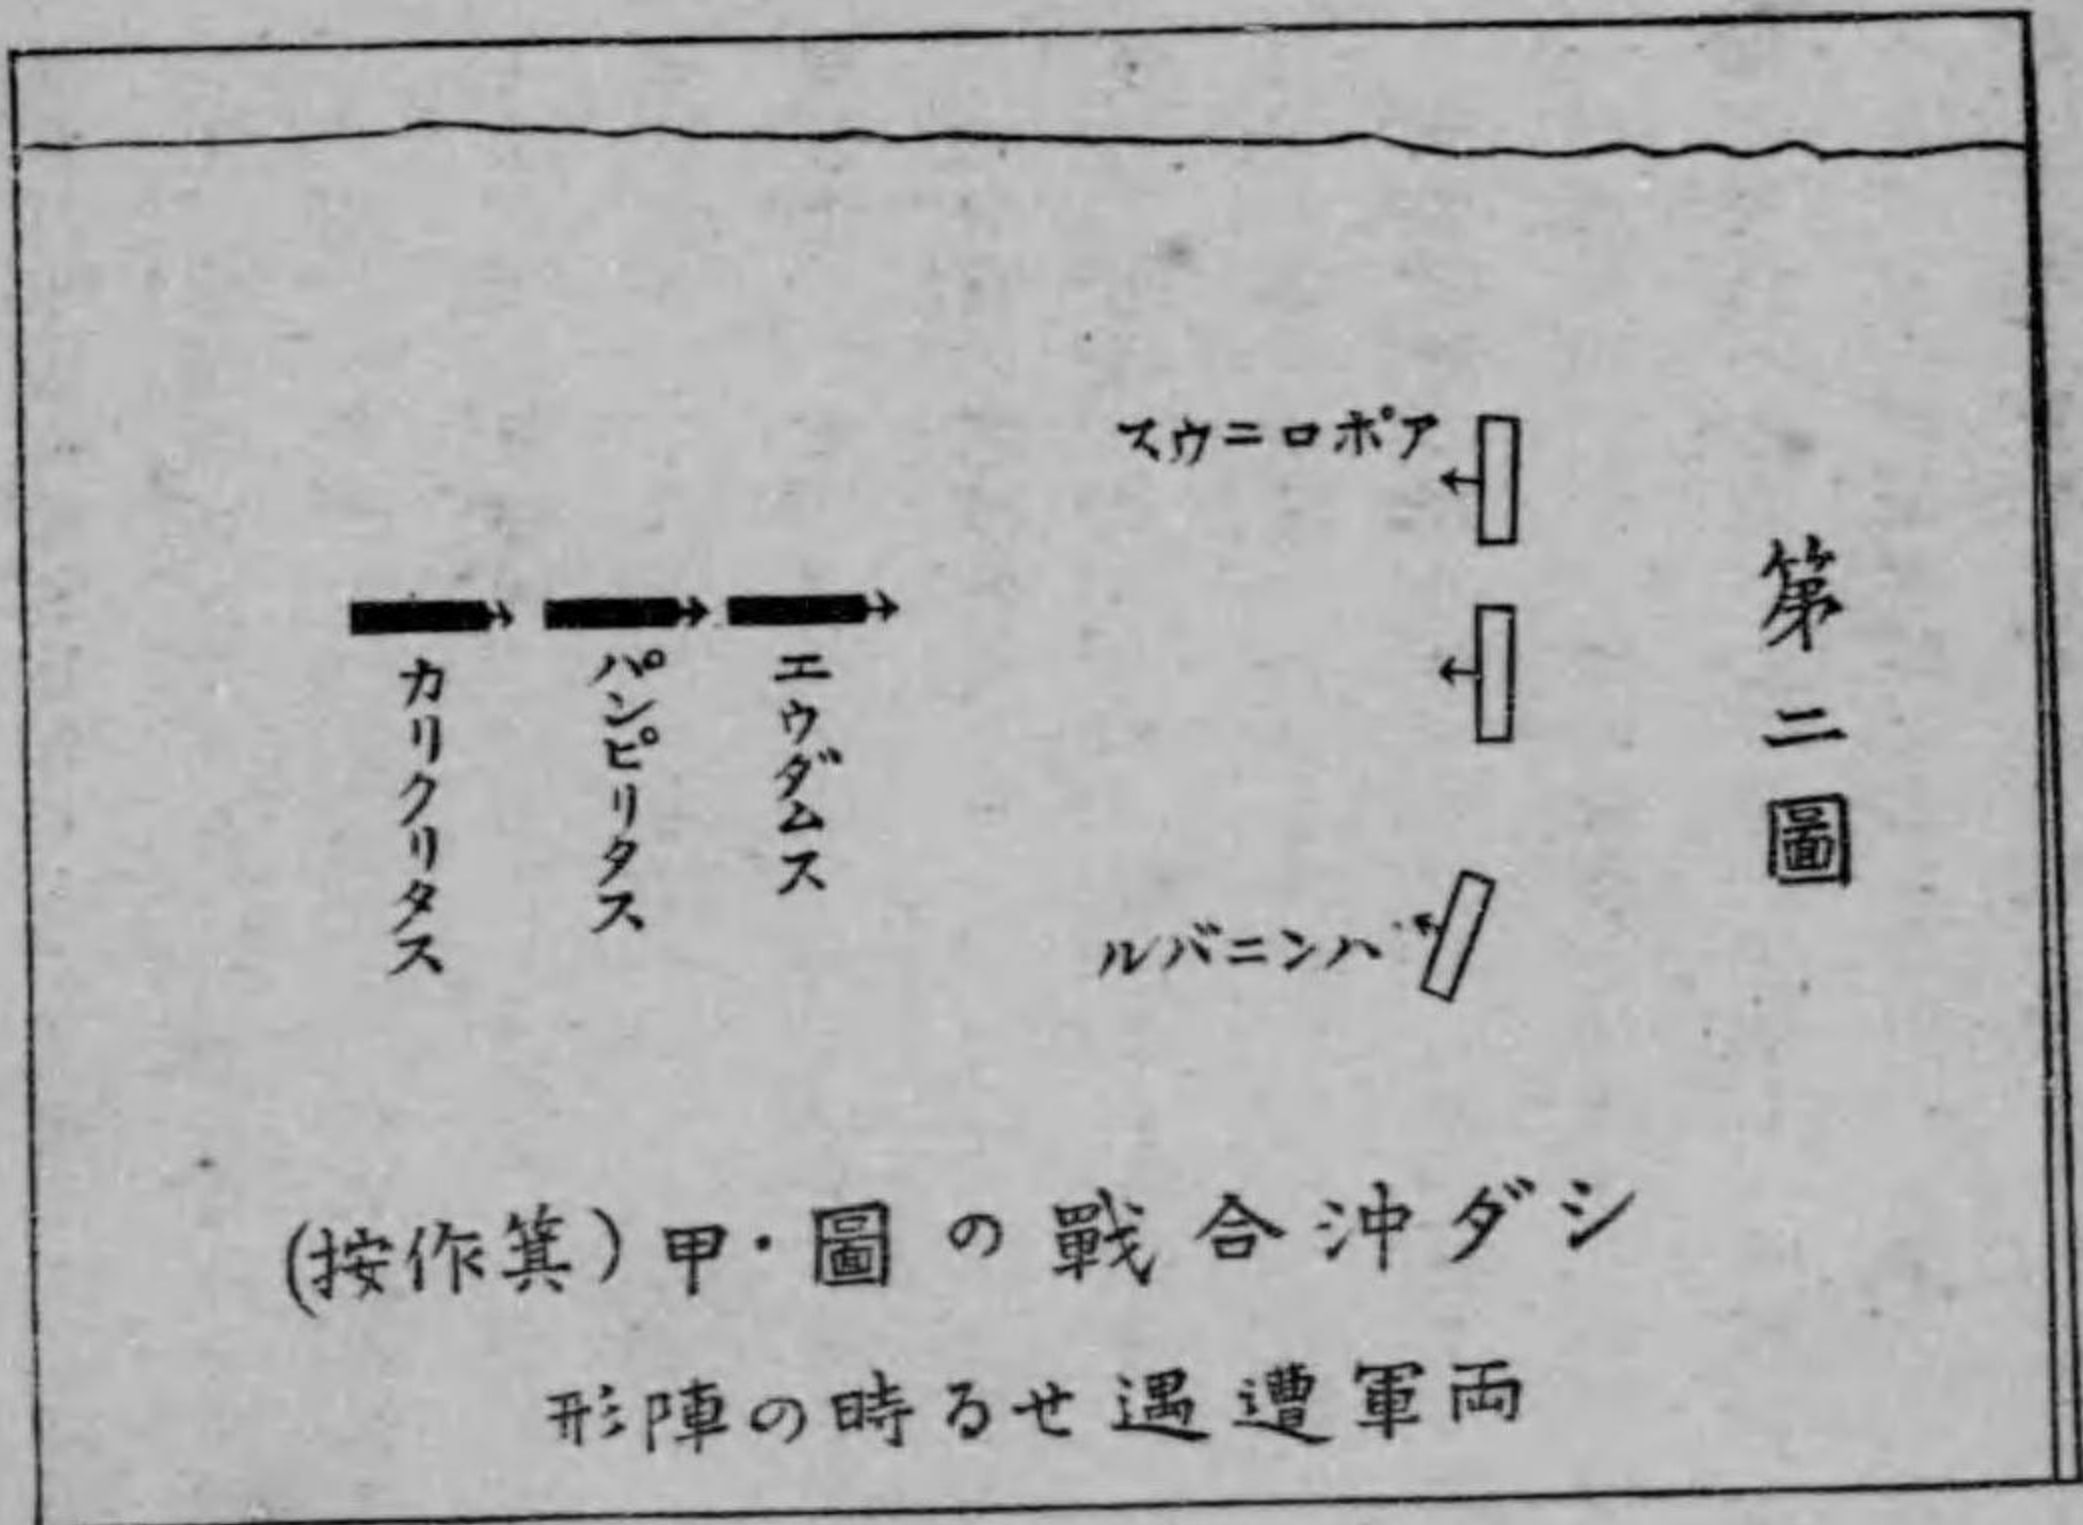 第二圖
アポロニウス
ハンニバル
エウダムス
パンピリタス
カリクリタス
シダ沖合戰の圖・甲(箕作按)
両軍遭遇せる時の陣形